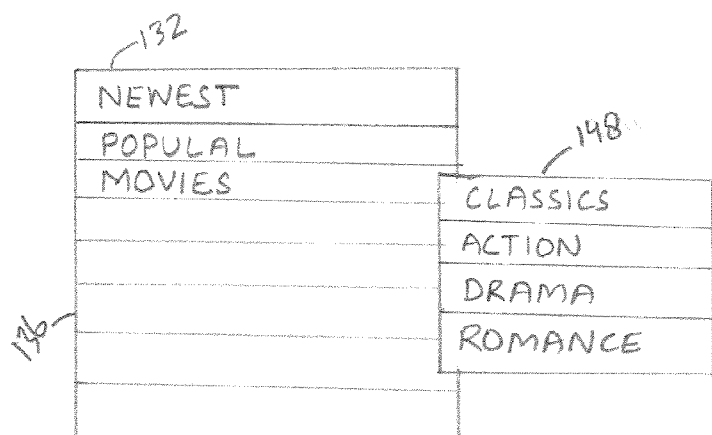 132
NEWEST
POPULAL
MOVIES
148
CLASSICS
ACTION
DRAMA
ROMANCE
136